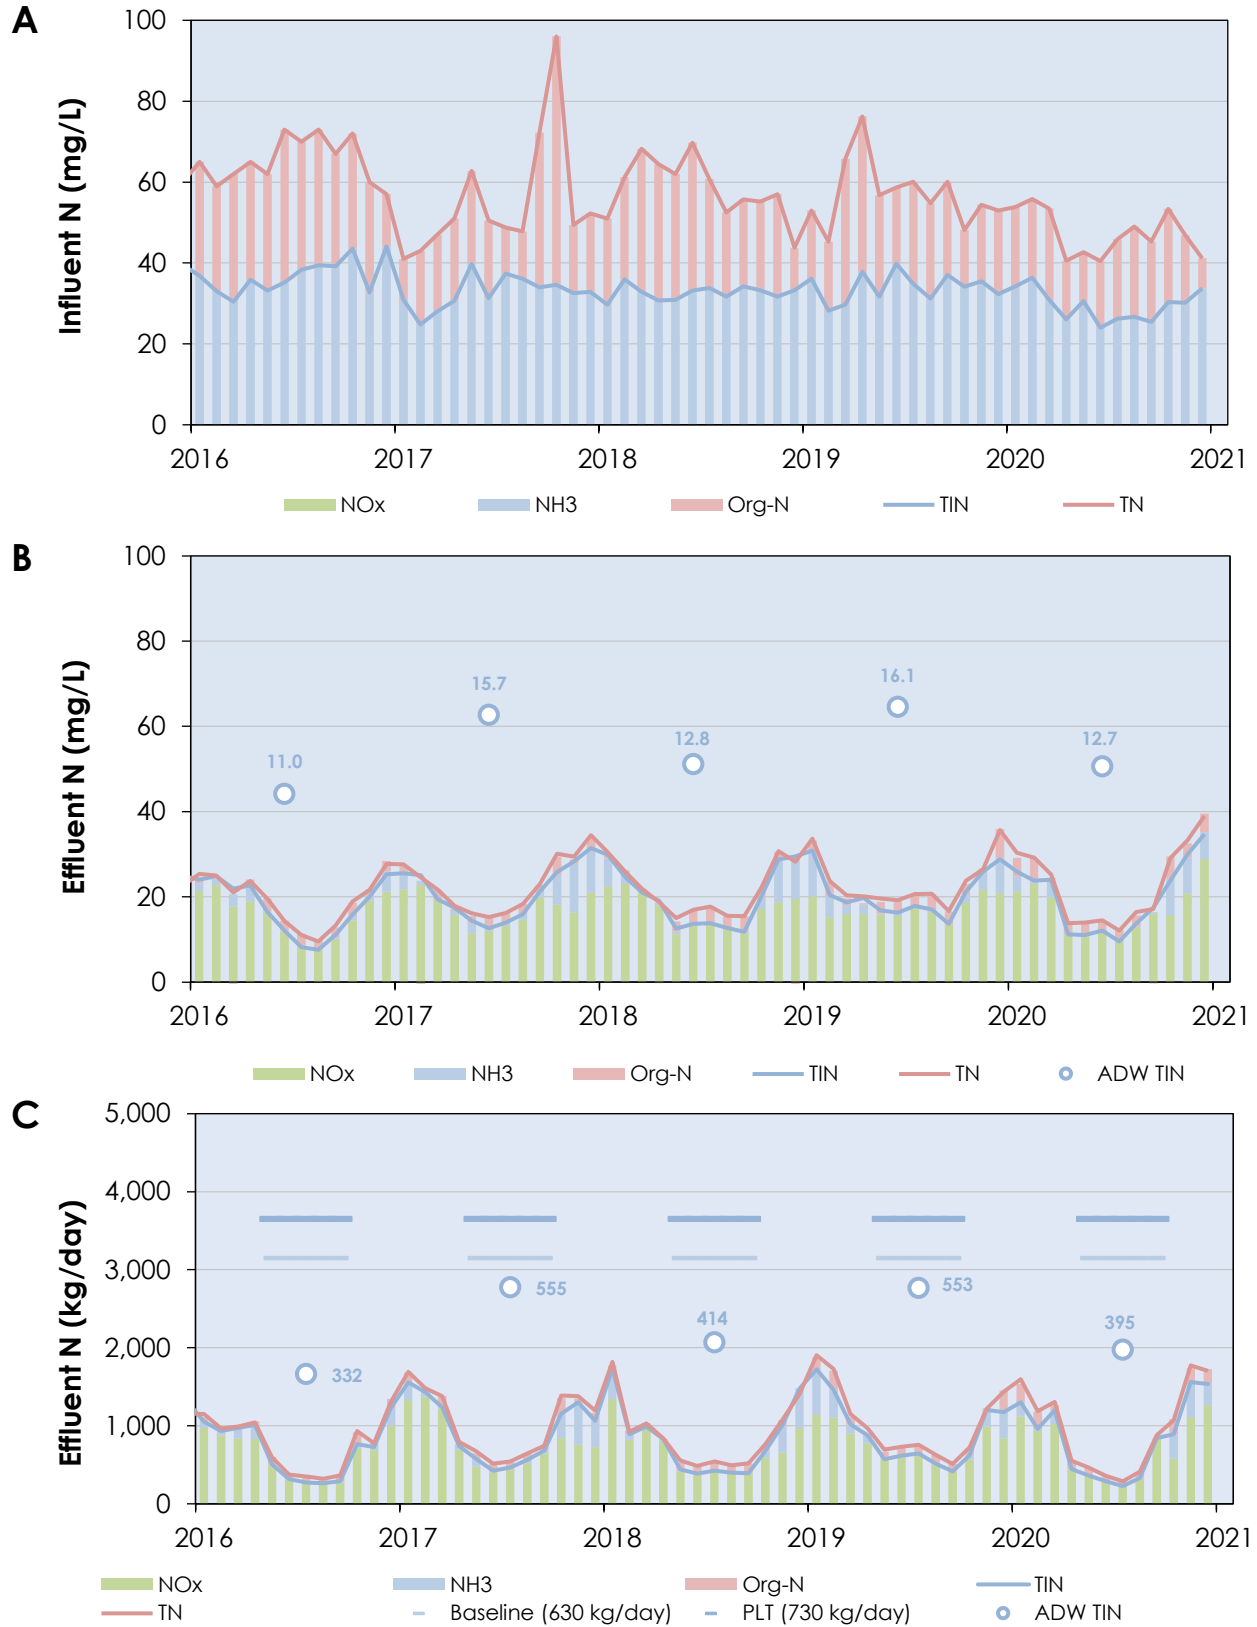 A
Influent N (mg/L)
100
80
60
40
20
0
2016 2017 2018 2019 2020 2021
NOx NH3 Org-N TIN TN
B
Effluent N (mg/L)
100
80
60
40
20
0
11.0
15.7
12.8
16.1
12.7
2016 2017 2018 2019 2020 2021
NOx NH3 Org-N TIN TN ADW TIN
C
Effluent N (kg/day)
5,000
4,000
3,000
2,000
1,000
0
332
555
414
553
395
2016 2017 2018 2019 2020 2021
NOx NH3 Org-N TIN
TN Baseline (630 kg/day) PLT (730 kg/day) ADW TIN